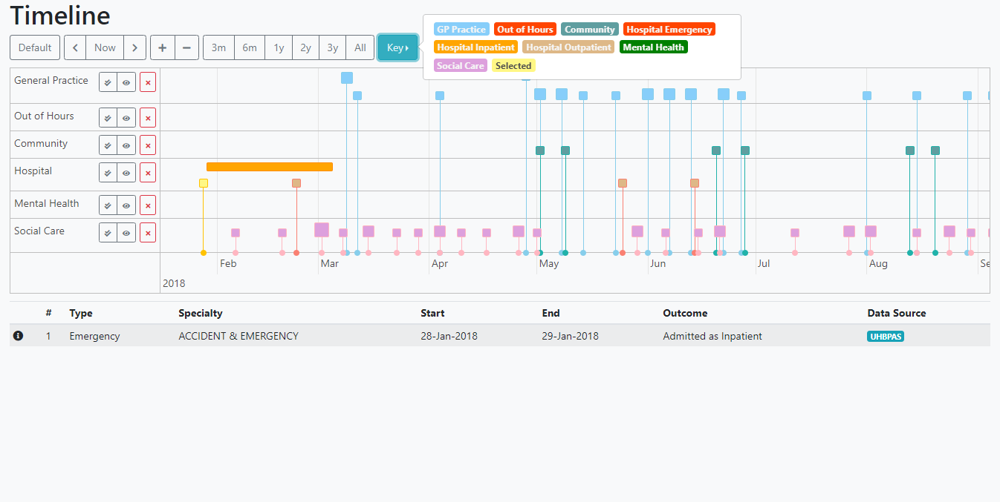 Timeline
Default Now 3m 6m 1y 2y 3y All Key
GP Practice Out of Hours Community Hospital Emergency
Hospital Inpatient Hospital Outpatient Mental Health
Social Care Selected
General Practice
Out of Hours
Community
Hospital
Mental Health
Social Care
Feb Mar Apr May Jun Jul Aug
2018
# Type Specialty Start End Outcome Data Source
1 Emergency ACCIDENT & EMERGENCY 28-Jan-2018 29-Jan-2018 Admitted as Inpatient UHBPAS